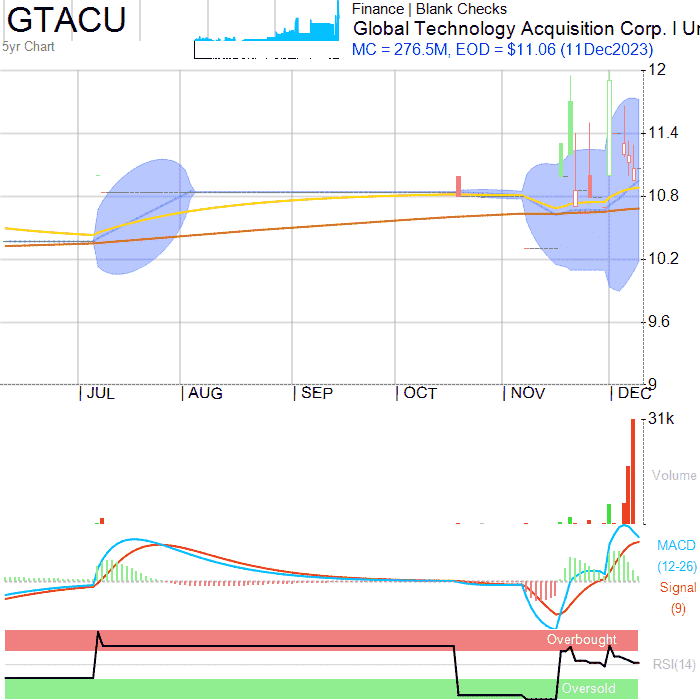 GTACU
5yr Chart
Finance | Blank Checks
Global Technology Acquisition Corp. I
MC = 276.5M, EOD = $11.06 (11Dec2023)
12
11.4
10.8
10.2
9.6
9
| JUL | AUG | SEP | OCT | NOV | DEC
31k
Volume
MACD
(12-26)
Signal
(9)
Overbought
RSI(14)
Oversold